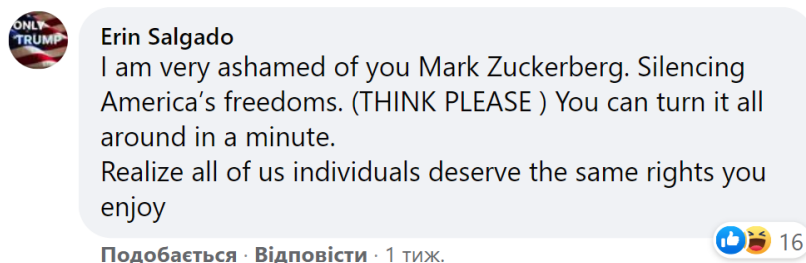 ONLY
TRUMP
Erin Salgado
I am very ashamed of you Mark Zuckerberg. Silencing
America's freedoms. (THINK PLEASE ) You can turn it all
around in a minute.
Realize all of us individuals deserve the same rights you
enjoy
16
Подобається · Відповісти · 1 тиж.